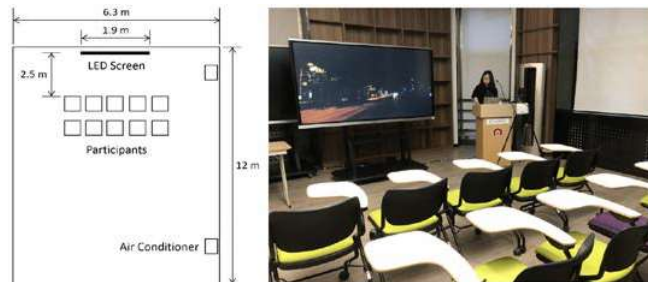 6.3 m
1.9 m
LED Screen
2.5 m
Participants
12 m
Air Conditioner